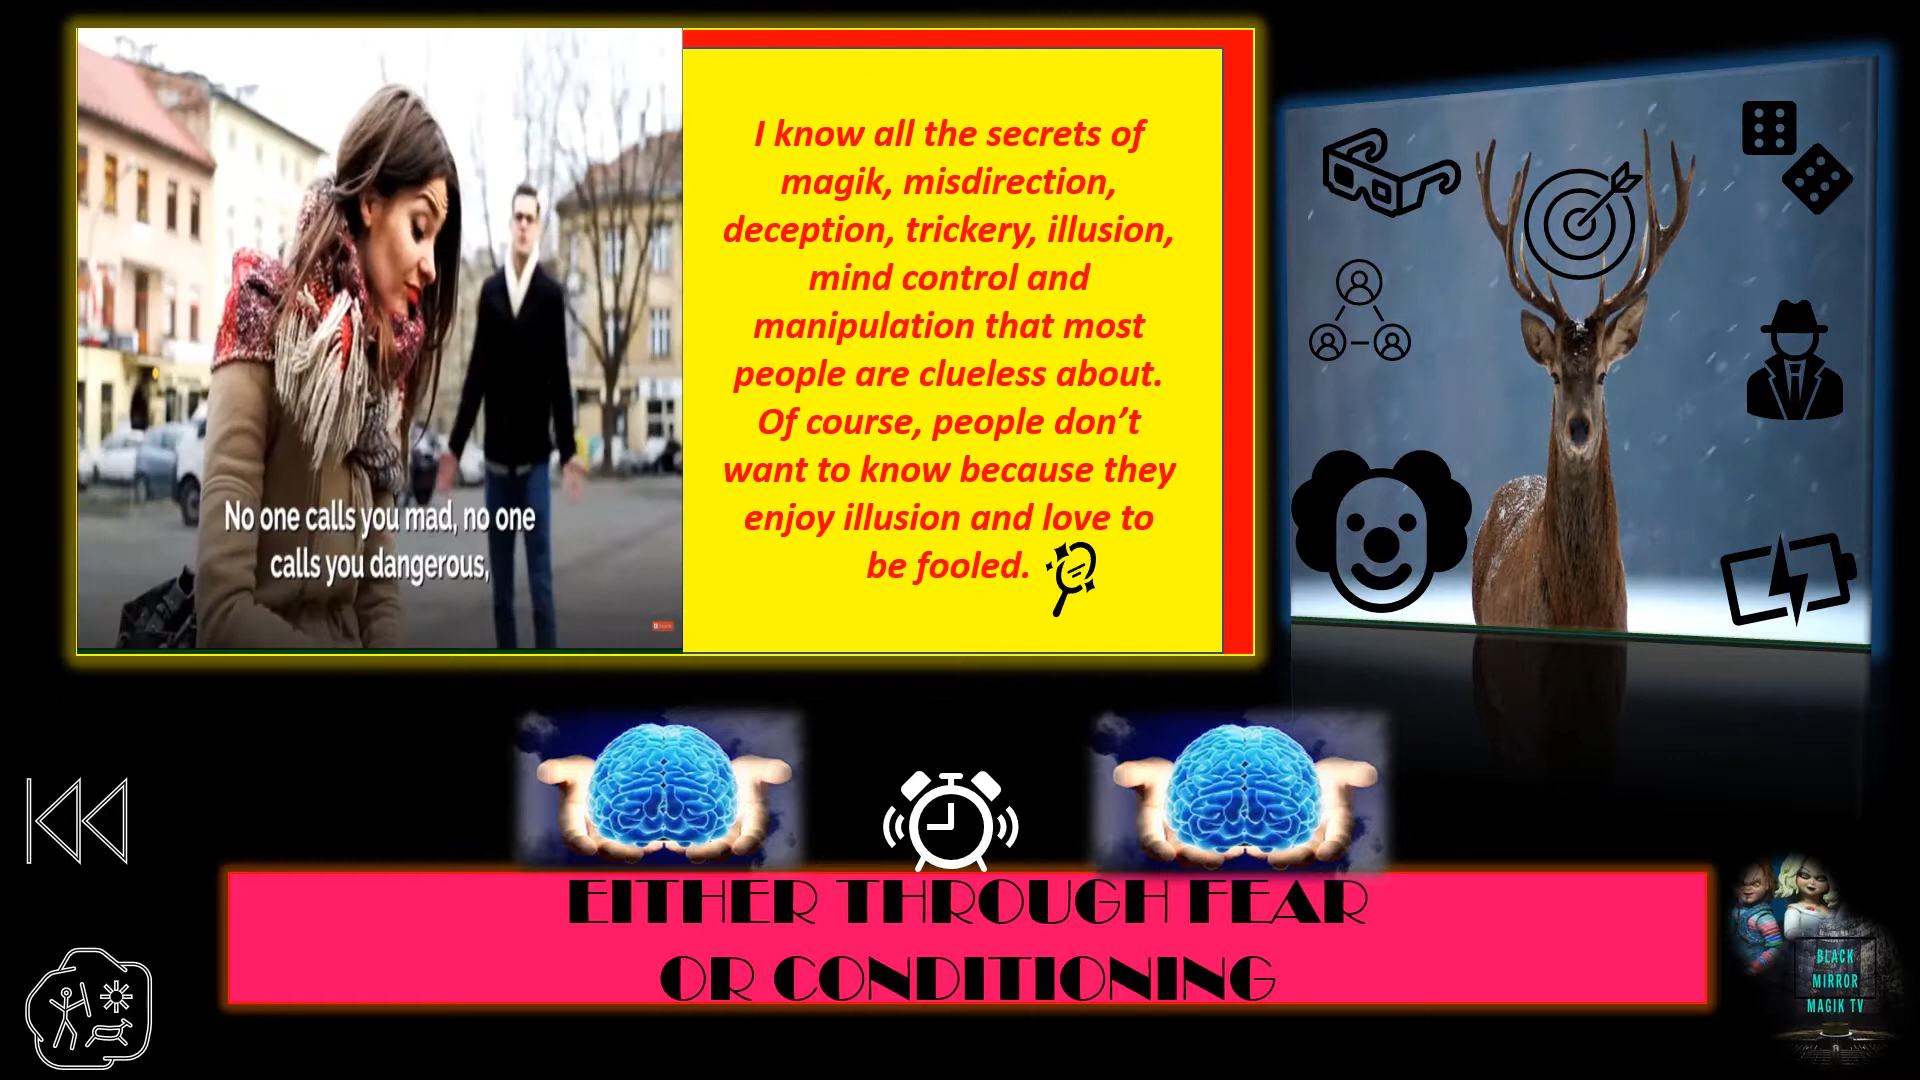 No one calls you mad, no one
calls you dangerous,
I know all the secrets of
magik, misdirection,
deception, trickery, illusion,
mind control and
manipulation that most
people are clueless about.
Of course, people don’t
want to know because they
enjoy illusion and love to
be fooled.
EITHER THROUGH FEAR
OR CONDITIONING
BLACK
MIRROR
MAGIK TV